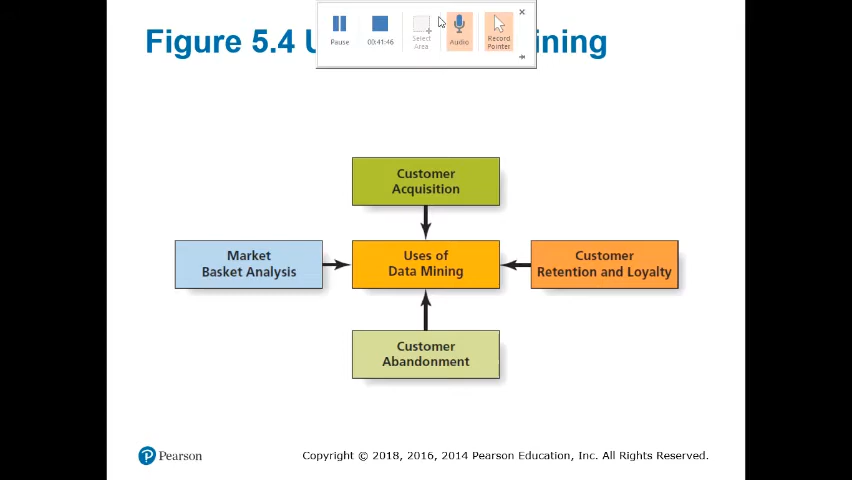 Figure 5.4 U
ining
Pause
00:41:46
Select
Area
Audio
Record
Pointer
Customer
Acquisition
Market
Basket Analysis
Uses of
Data Mining
Customer
Retention and Loyalty
Customer
Abandonment
Pearson
Copyright © 2018, 2016, 2014 Pearson Education, Inc. All Rights Reserved.